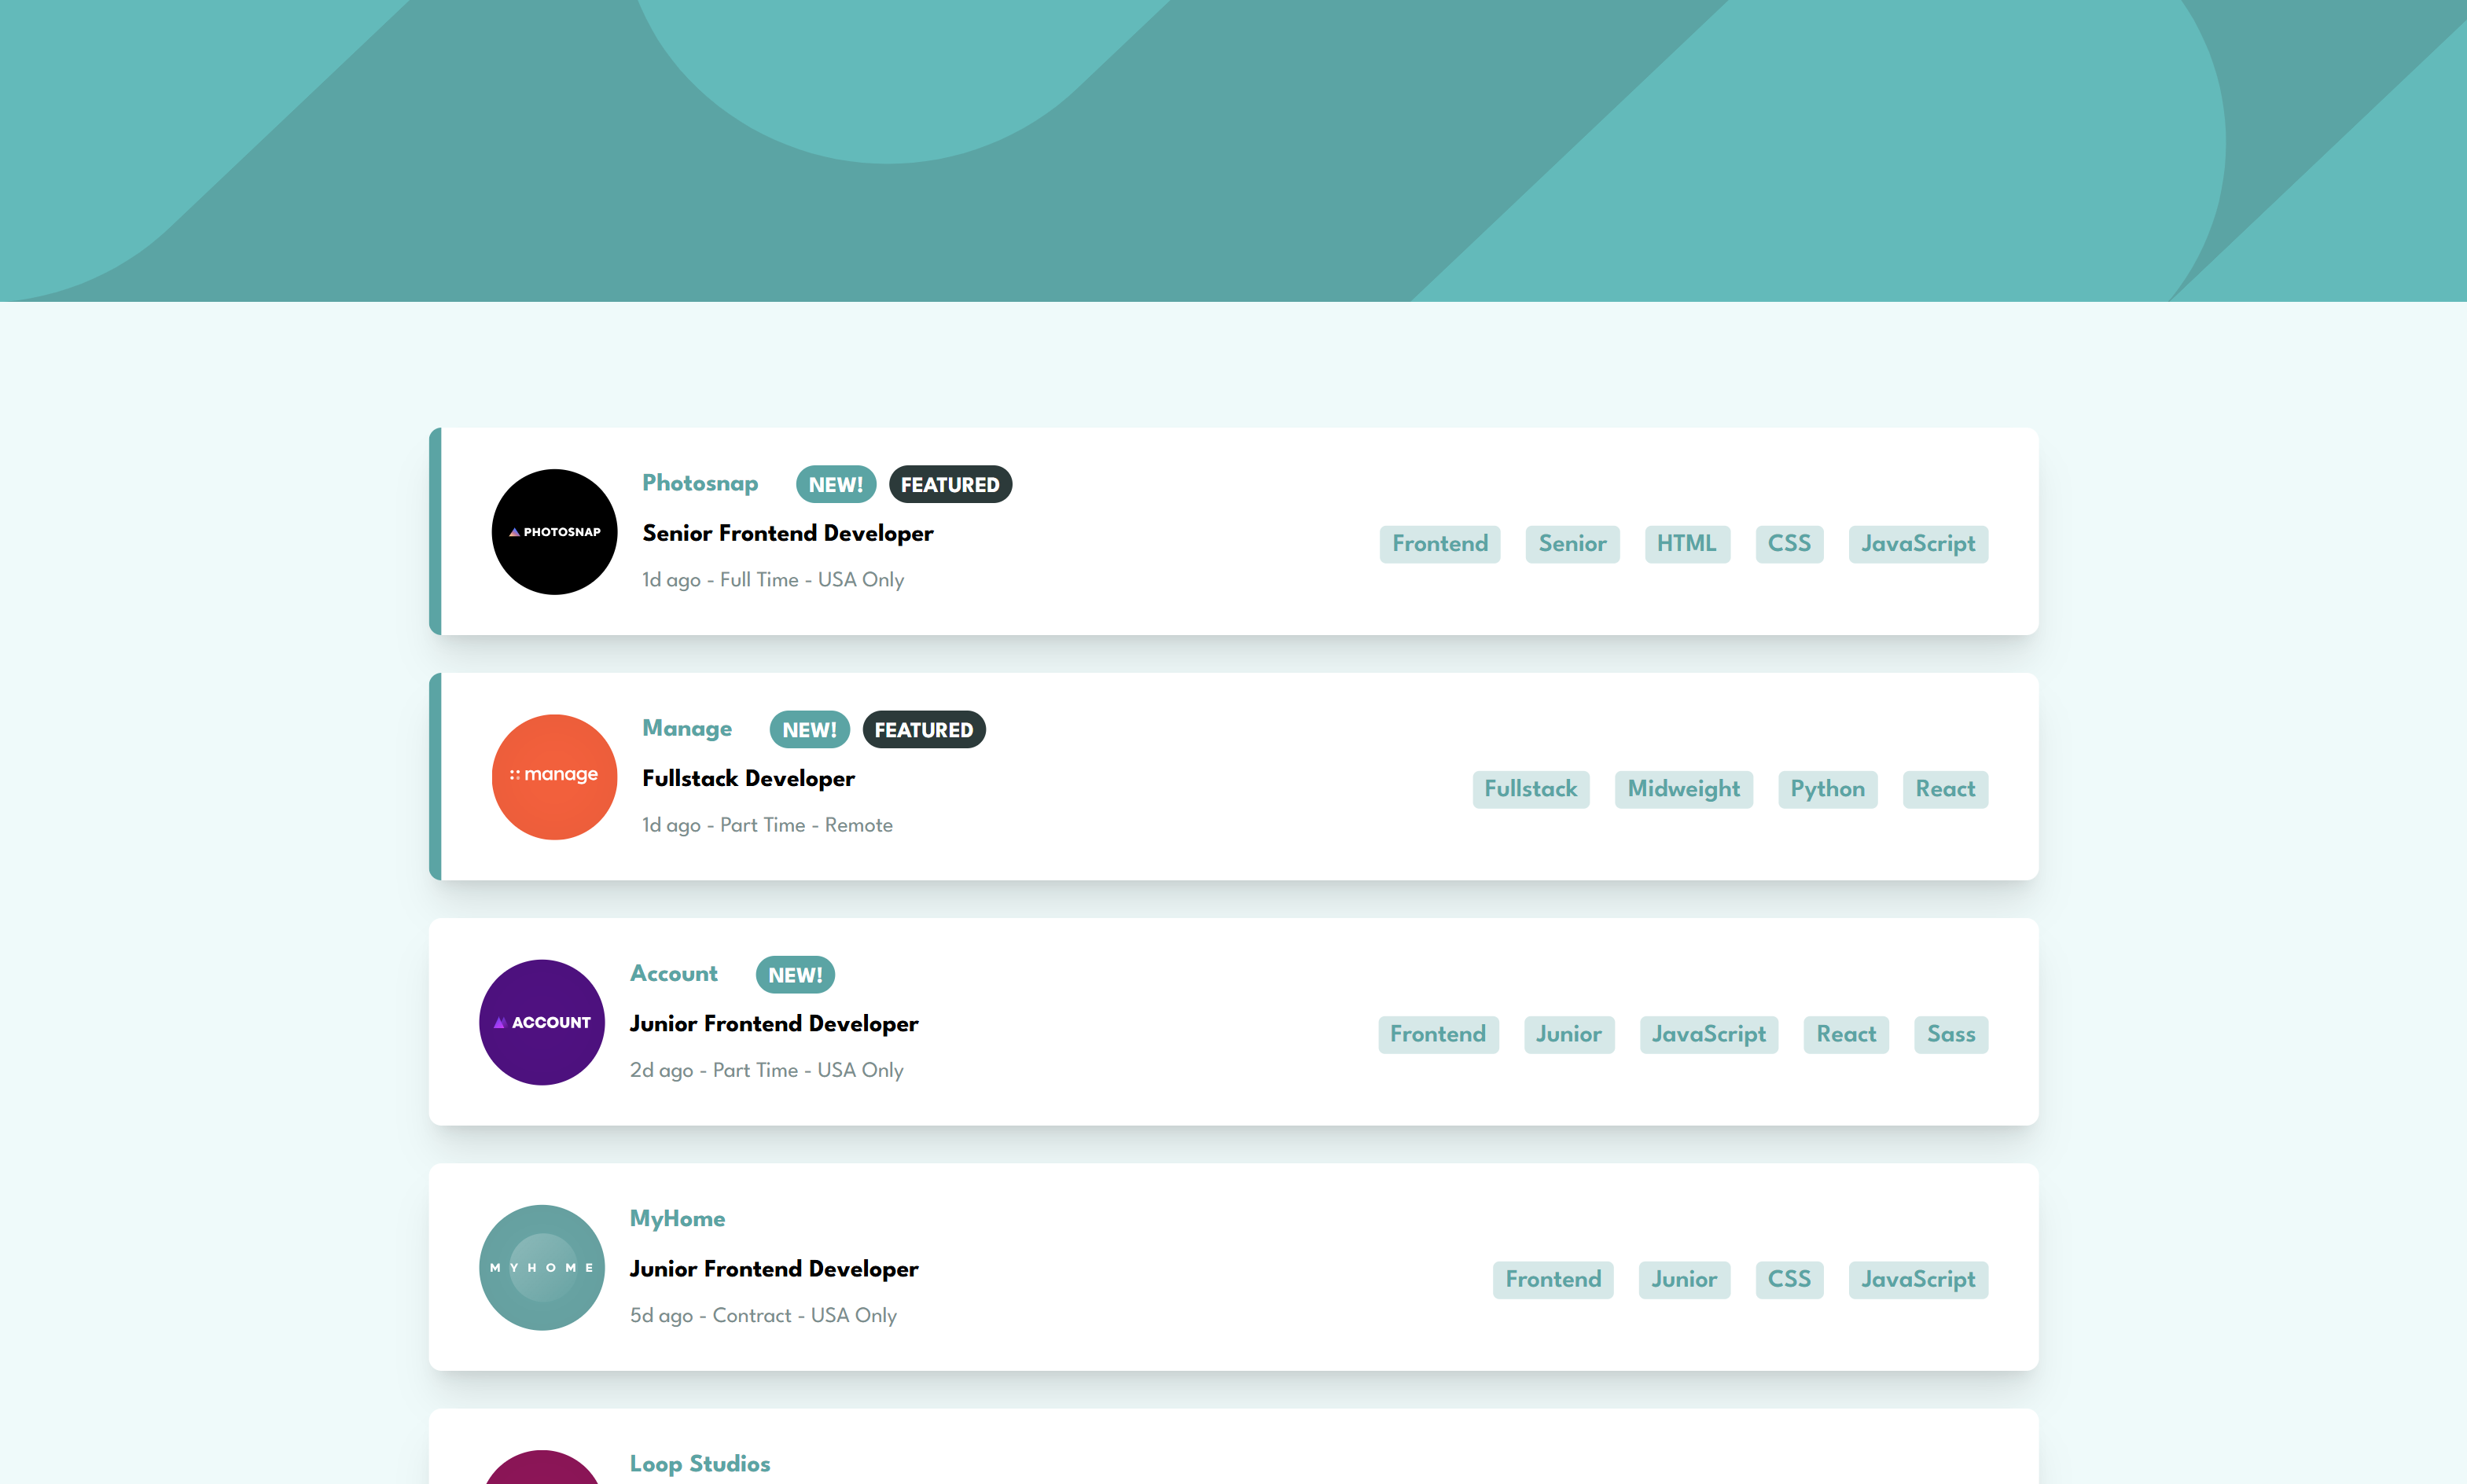 Photosnap NEW! FEATURED
PHOTOSNAP
Senior Frontend Developer
1d ago - Full Time - USA Only
Frontend Senior HTML CSS JavaScript
Manage NEW! FEATURED
manage
Fullstack Developer
1d ago - Part Time - Remote
Fullstack Midweight Python React
Account NEW!
ACCOUNT
Junior Frontend Developer
2d ago - Part Time - USA Only
Frontend Junior JavaScript React Sass
MyHome
MYHOME
Junior Frontend Developer
5d ago - Contract - USA Only
Frontend Junior CSS JavaScript
Loop Studios